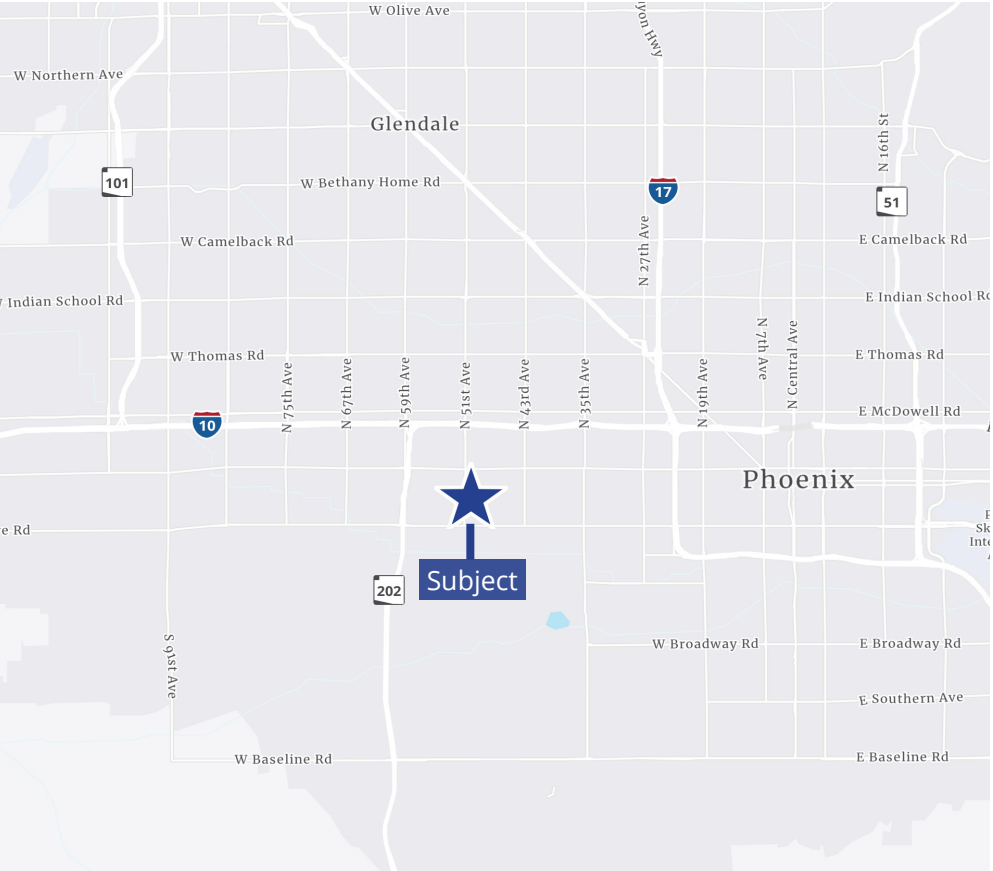 W Olive Ave
yon Hwy
W Northern Ave
Glendale
N 16th St
101
W Bethany Home Rd
17
51
W Camelback Rd
N 27th Ave
E Camelback Rd
Indian School Rd
E Indian School Rd
W Thomas Rd
N 75th Ave
N 67th Ave
N 59th Ave
N 51st Ave
N 43rd Ave
N 35th Ave
N 19th Ave
N 7th Ave
N Central Ave
E Thomas Rd
E McDowell Rd
10
Phoenix
e Rd
Sk
Inte
Subject
202
S 91st Ave
W Broadway Rd
E Broadway Rd
E Southern Ave
W Baseline Rd
E Baseline Rd